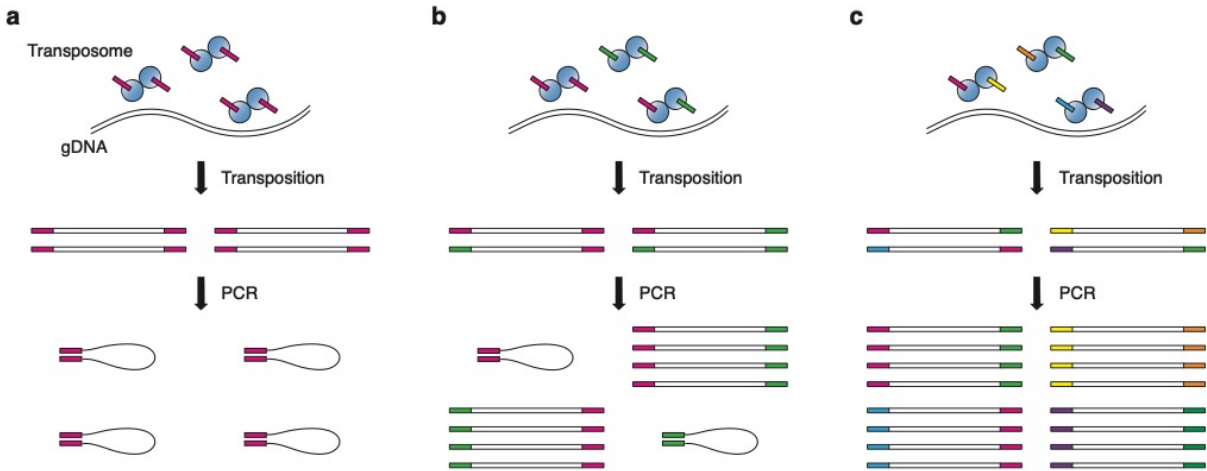 a
Transposome
gDNA
Transposition
PCR
b
Transposition
PCR
c
Transposition
PCR